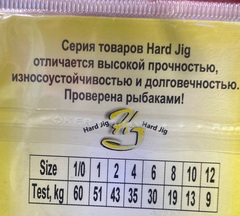 Серия товаров Hard Jig
отличается высокой прочностью,
износоустойчивостью и долговечностью.
Проверена рыбаками!
Hard Jig Hard Jig
Size 1/0 1 2 4 6 8 10 12
Test, kg 60 51 43 35 30 19 13 9